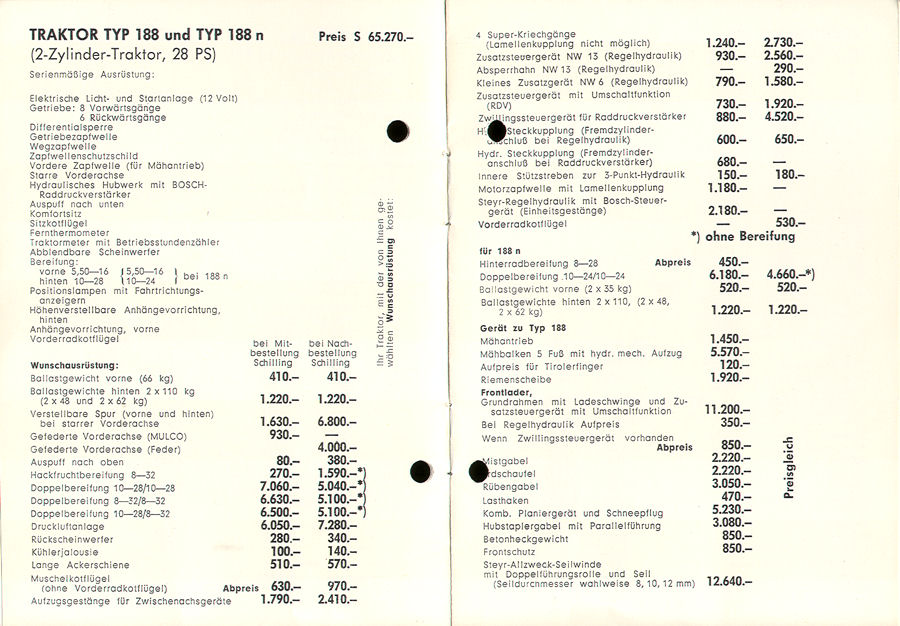 TRAKTOR TYP 188 und TYP 188 n Preis S 65.270.–
(2-Zylinder-Traktor, 28 PS)
Serienmäßige Ausrüstung:
Elektrische Licht- und Startanlage (12 Volt)
Getriebe: 8 Vorwärtsgänge
6 Rückwärtsgänge
Differentialsperre
Getriebezapfwelle
Wegzapfwelle
Zapfwellenschutzschild
Vordere Zapfwelle (für Mähantrieb)
Starre Vorderachse
Hydraulisches Hubwerk mit BOSCH-
Raddruckverstärker
Auspuff nach unten
Komfortsitz
Sitzkotflügel
Fernthermometer
Traktormeter mit Betriebsstundenzähler
Abblendbare Scheinwerfer
Bereifung:
vorne 5,50—16 5,50—16
hinten 10—28 10—24 bei 188 n
Positionslampen mit Fahrtrichtungs-
anzeigern
Höhenverstellbare Anhängevorrichtung,
hinten
Anhängevorrichtung, vorne
Vorderradkotflügel
Ihr Traktor, mit der von Ihnen ge-
wählten Wunschausrüstung kostet:
bei Mit- bei Nach-
bestellung bestellung
Schilling Schilling
Wunschausrüstung:
Ballastgewicht vorne (66 kg) 410.– 410.–
Ballastgewichte hinten 2 x 110 kg
(2 x 48 und 2 x 62 kg) 1.220.– 1.220.–
Verstellbare Spur (vorne und hinten)
bei starrer Vorderachse 1.630.– 6.800.–
Gefederte Vorderachse (MULCO) 930.– —
Gefederte Vorderachse (Feder) 4.000.–
Auspuff nach oben 80.– 380.–
Hackfruchtbereifung 8—32 270.– 1.590.–*)
Doppelbereifung 10—28/10—28 7.060.– 5.040.–*)
Doppelbereifung 8—32/8—32 6.630.– 5.100.–*)
Doppelbereifung 10—28/8—32 6.500.– 5.100.–*)
Druckluftanlage 6.050.– 7.280.–
Rückscheinwerfer 280.– 340.–
Kühlerjalousie 100.– 140.–
Lange Ackerschiene 510.– 570.–
Muschelkotflügel
(ohne Vorderradkotflügel) Abpreis 630.– 970.–
Aufzugsgestänge für Zwischenachsgeräte 1.790.– 2.410.–
4 Super-Kriechgänge
(Lamellenkupplung nicht möglich) 1.240.– 2.730.–
Zusatzsteuergerät NW 13 (Regelhydraulik) 930.– 2.560.–
Absperrhahn NW 13 (Regelhydraulik) — 290.–
Kleines Zusatzgerät NW 6 (Regelhydraulik) 790.– 1.580.–
Zusatzsteuergerät mit Umschaltfunktion
(RDV) 730.– 1.920.–
Zwillingssteuergerät für Raddruckverstärker 880.– 4.520.–
Steckkupplung (Fremdzylinder-
anschluß bei Regelhydraulik) 600.– 650.–
Hydr. Steckkupplung (Fremdzylinder-
anschluß bei Raddruckverstärker) 680.– —
Innere Stützstreben zur 3-Punkt-Hydraulik 150.– 180.–
Motorzapfwelle mit Lamellenkupplung 1.180.– —
Steyr-Regelhydraulik mit Bosch-Steuer-
gerät (Einheitsgestänge) 2.180.– —
Vorderradkotflügel — 530.–
*) ohne Bereifung
für 188 n
Hinterradbereifung 8—28 Abpreis 450.–
Doppelbereifung 10—24/10—24 6.180.– 4.660.–*)
Ballastgewicht vorne (2 x 35 kg) 520.– 520.–
Ballastgewichte hinten 2 x 110, (2 x 48,
2 x 62 kg) 1.220.– 1.220.–
Gerät zu Typ 188
Mähantrieb 1.450.–
Mähbalken 5 Fuß mit hydr. mech. Aufzug 5.570.–
Aufpreis für Tirolerfinger 120.–
Riemenscheibe 1.920.–
Frontlader,
Grundrahmen mit Ladeschwinge und Zu-
satzsteuergerät mit Umschaltfunktion 11.200.–
Bei Regelhydraulik Aufpreis 350.–
Wenn Zwillingssteuergerät vorhanden
Abpreis 850.–
Mistgabel 2.220.–
rdschaufel 2.220.–
Rübengabel 3.050.–
Lasthaken 470.–
Komb. Planiergerät und Schneepflug 5.230.–
Hubstaplergabel mit Parallelführung 3.080.–
Betonheckgewicht 850.–
Frontschutz 850.–
Steyr-Allzweck-Seilwinde
mit Doppelführungsrolle und Seil
(Seildurchmesser wahlweise 8, 10, 12 mm) 12.640.–
Preisgleich